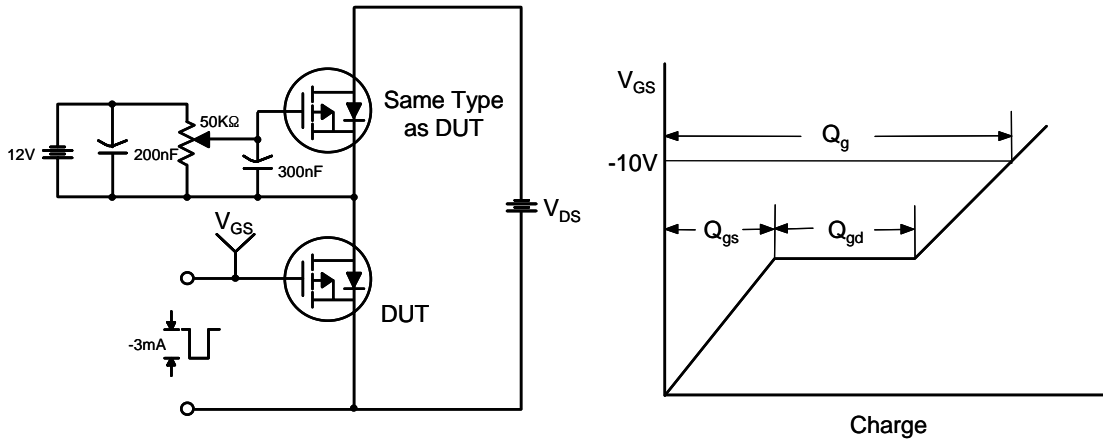 12V
200nF
50KΩ
300nF
Same Type
as DUT
V_DS
V_GS
DUT
-3mA
V_GS
-10V
Q_g
Q_gs
Q_gd
Charge